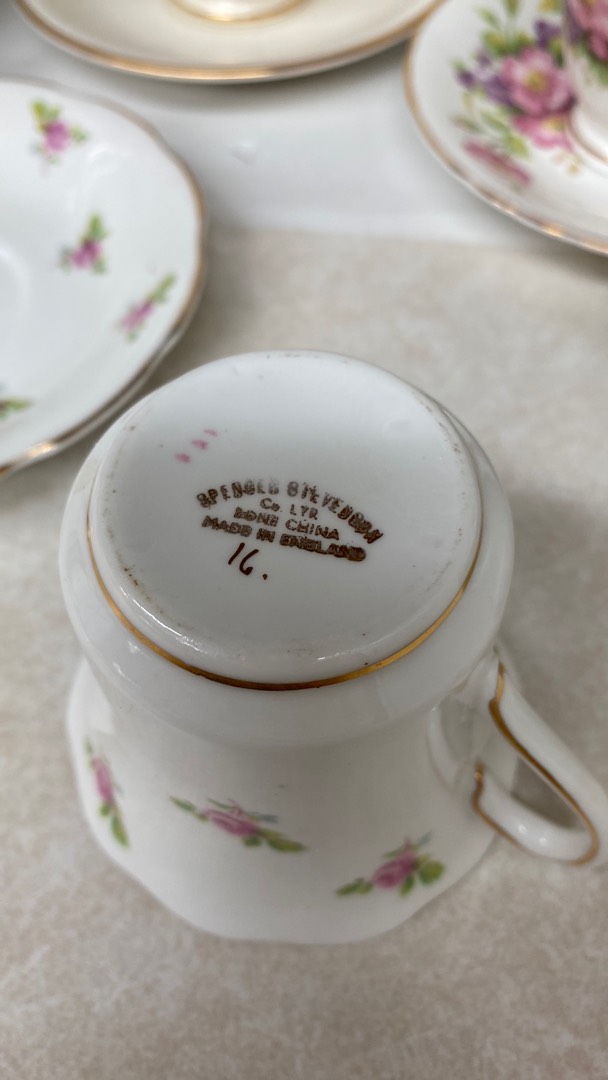 SPENCER STEVENSON
Co. LTD
BONE CHINA
MADE IN ENGLAND
16.